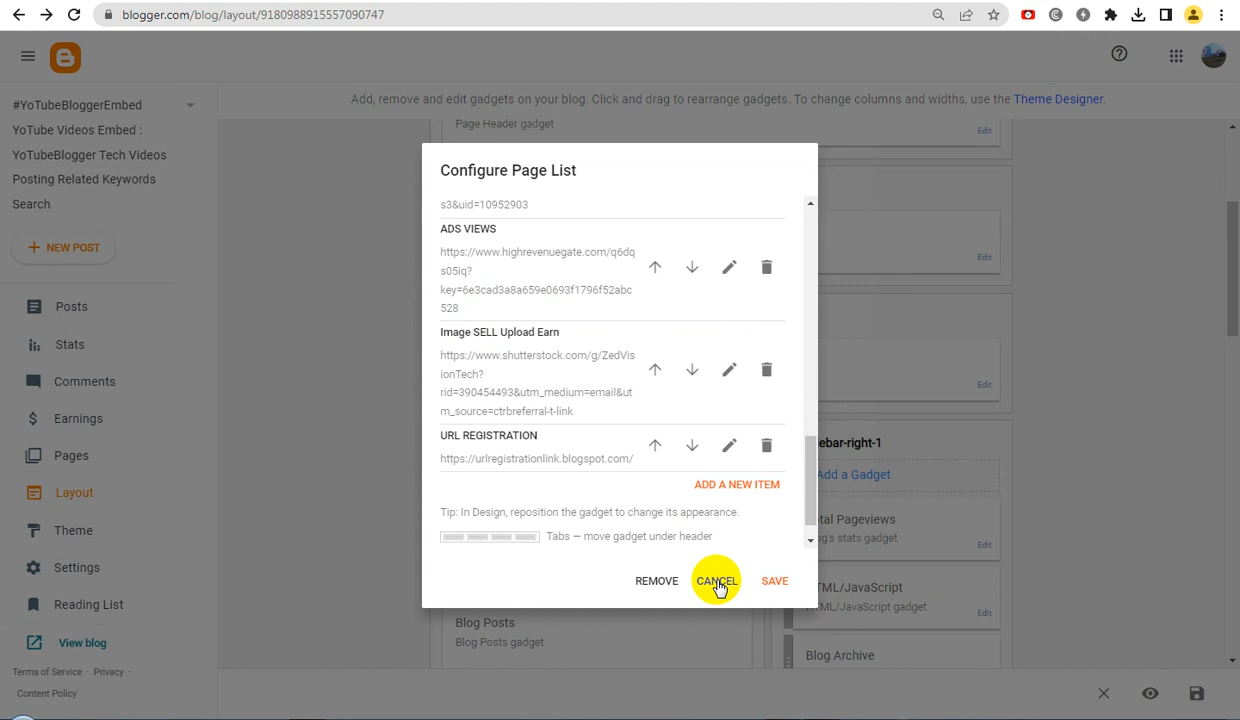 blogger.com/blog/layout/9180988915557090747
#YoTubeBloggerEmbed
YoTube Videos Embed :
YoTubeBlogger Tech Videos
Posting Related Keywords
Search
NEW POST
Posts
Stats
Comments
Earnings
Pages
Layout
Theme
Settings
Reading List
View blog
Terms of Service · Privacy ·
Content Policy
Add, remove and edit gadgets on your blog. Click and drag to rearrange gadgets. To change columns and widths, use the Theme Designer.
Page Header gadget
Edit
Configure Page List
s3&uid=10952903
ADS VIEWS
https://www.highrevenuegate.com/q6dq
s05iq?
key=6e3cad3a8a659e0693f1796f52abc
528
Image SELL Upload Earn
https://www.shutterstock.com/g/ZedVis
ionTech?
rid=390454493&utm_medium=email&ut
m_source=ctrbreferral-t-link
URL REGISTRATION
https://urlregistrationlink.blogspot.com/
ADD A NEW ITEM
Tip: In Design, reposition the gadget to change its appearance.
Tabs — move gadget under header
REMOVE CANCEL SAVE
Edit
Edit
ebar-right-1
Add a Gadget
tal Pageviews
og's stats gadget
Edit
TML/JavaScript
HTML/JavaScript gadget
Edit
Blog Archive
Blog Posts
Blog Posts gadget